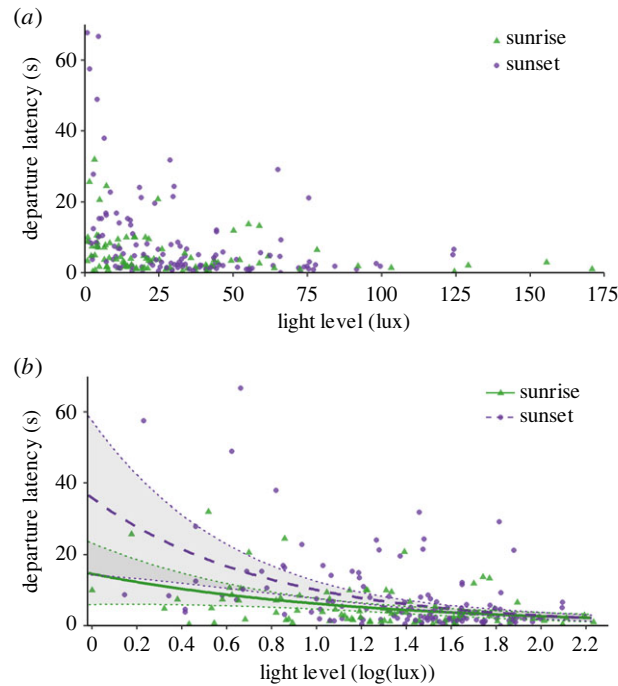 (a)
sunrise
sunset
departure latency (s)
60
40
20
0
0 25 50 75 100 125 150 175
light level (lux)
(b)
sunrise
sunset
departure latency (s)
60
40
20
0
0 0.2 0.4 0.6 0.8 1.0 1.2 1.4 1.6 1.8 2.0 2.2
light level (log(lux))